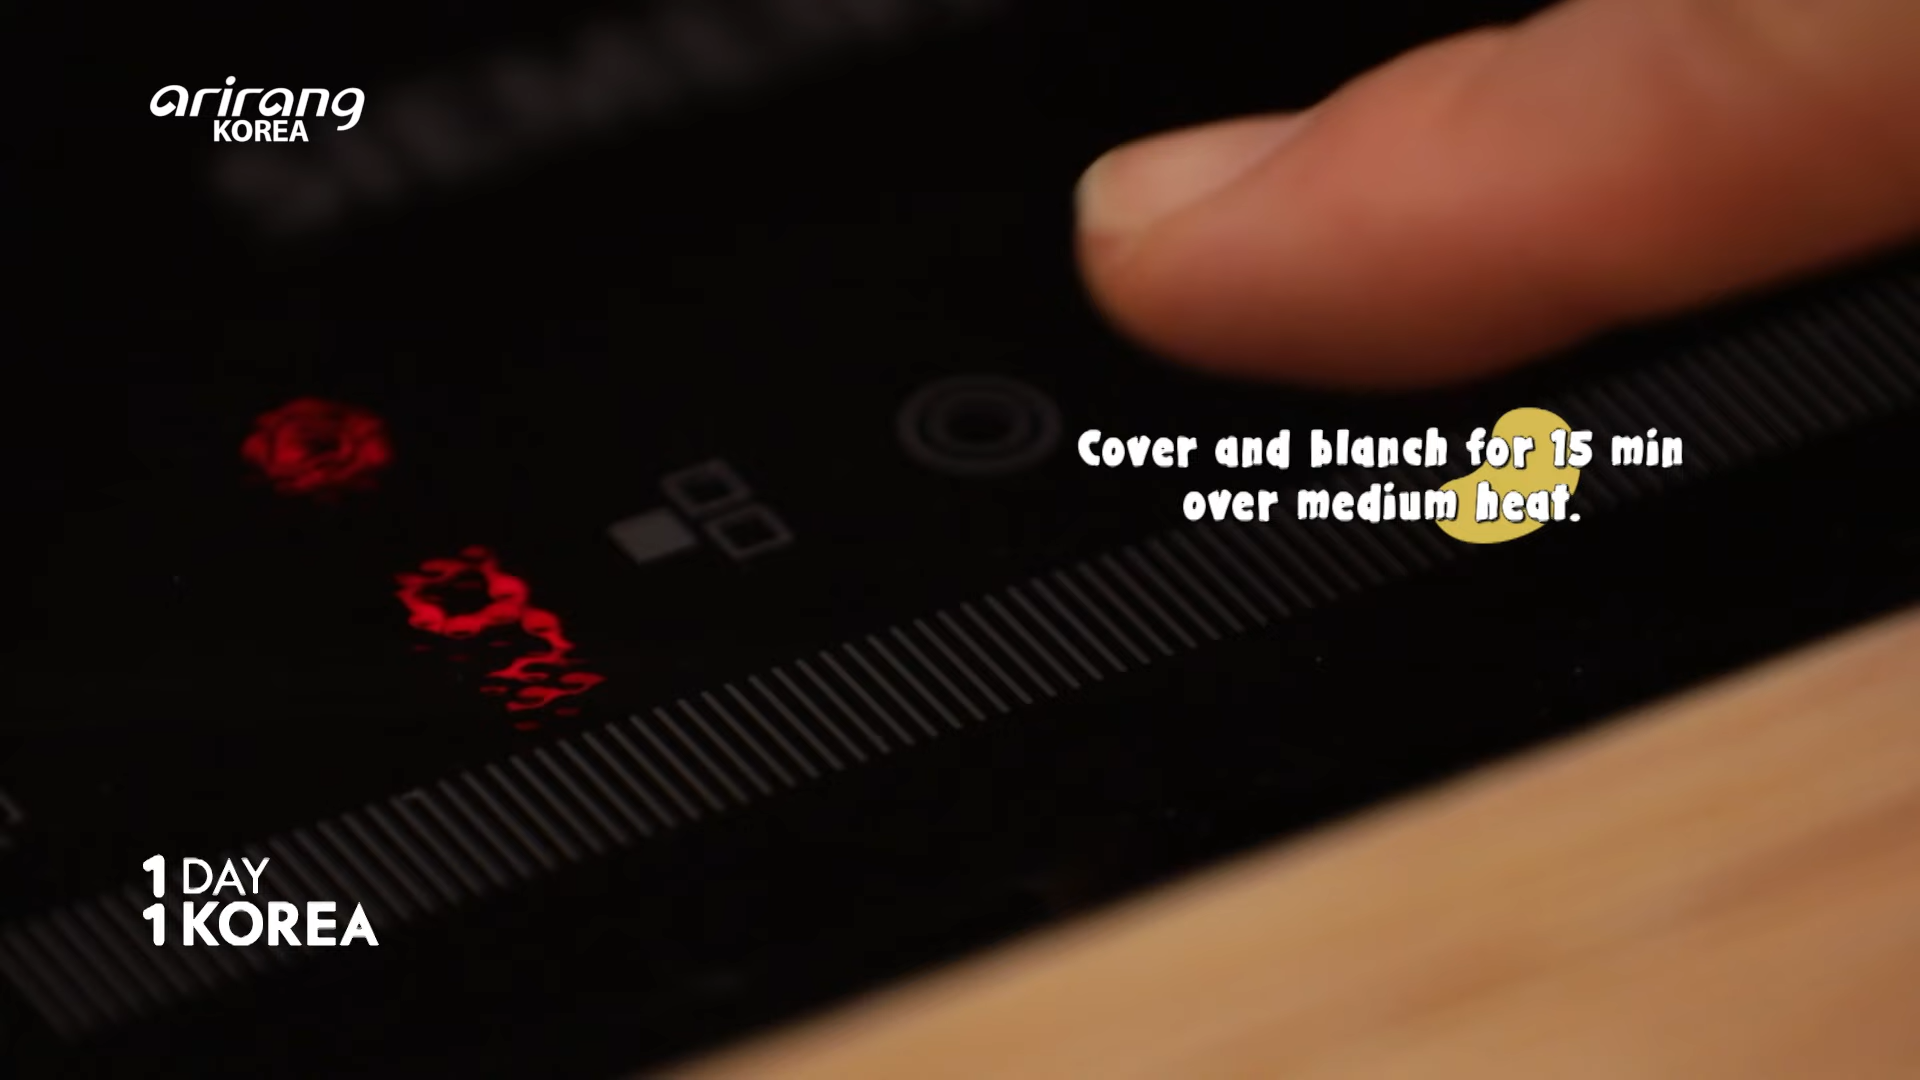 arirang
KOREA
Cover and blanch for 15 min
over medium heat.
1 DAY
1 KOREA